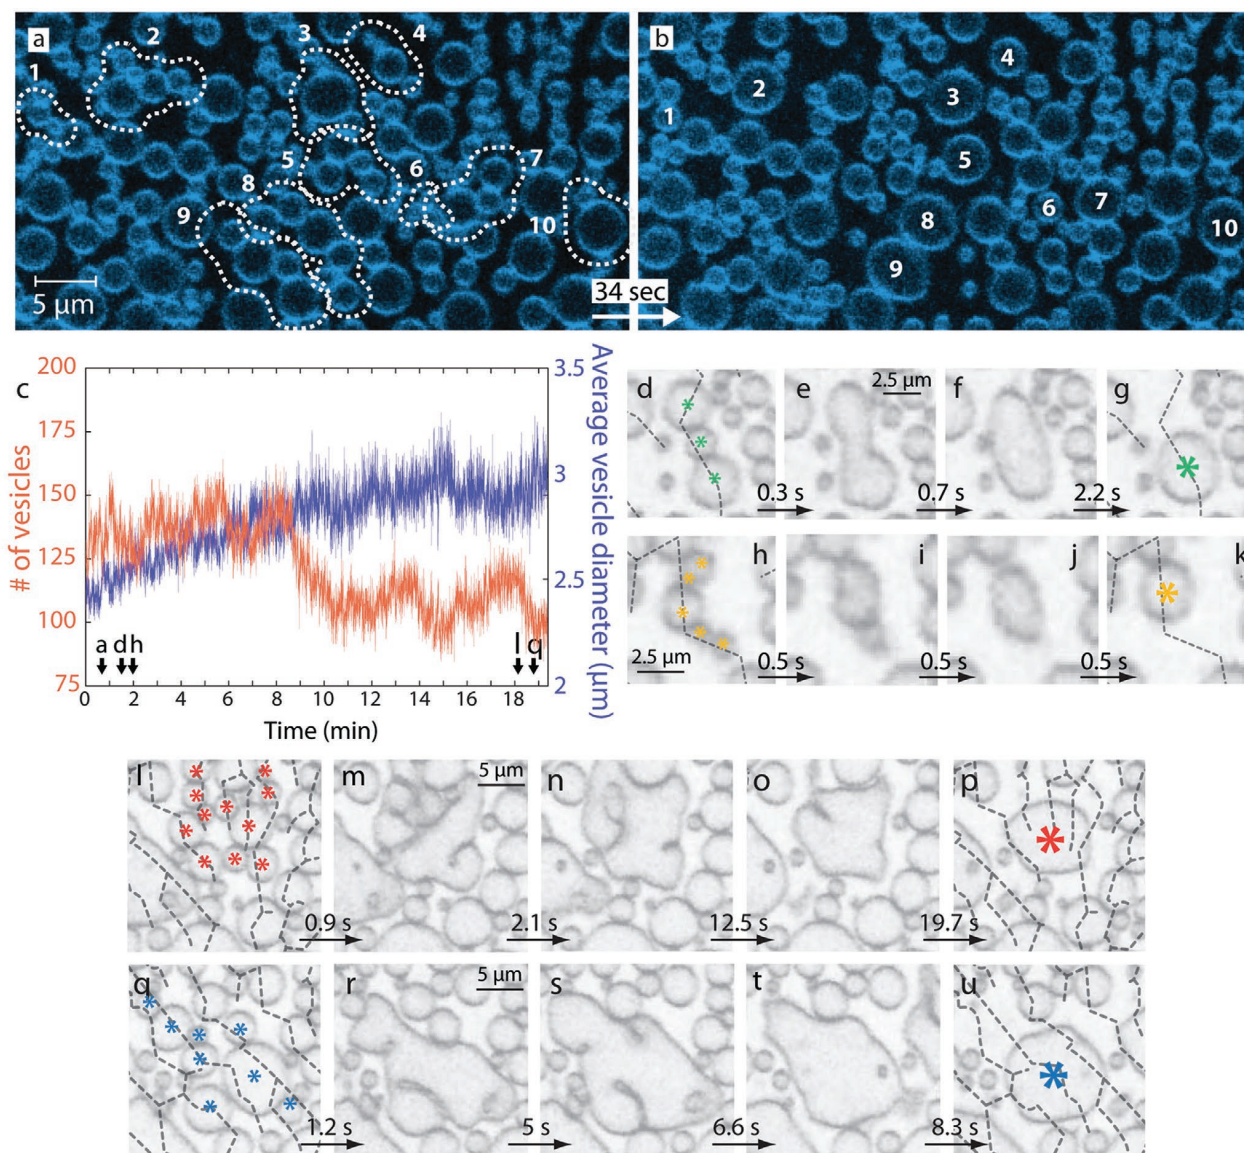 a
1
2
3
4
5
6
7
8
9
10
5 µm
34 sec
b
1
2
3
4
5
6
7
8
9
10
c
# of vesicles
200
175
150
125
100
75
Average vesicle diameter (µm)
3.5
3
2.5
2
a d h l q
0 2 4 6 8 10 12 14 16 18
Time (min)
d e f g
2.5 µm
0.3 s 0.7 s 2.2 s
h i j k
2.5 µm
0.5 s 0.5 s 0.5 s
l m n o p
5 µm
0.9 s 2.1 s 12.5 s 19.7 s
q r s t u
5 µm
1.2 s 5 s 6.6 s 8.3 s